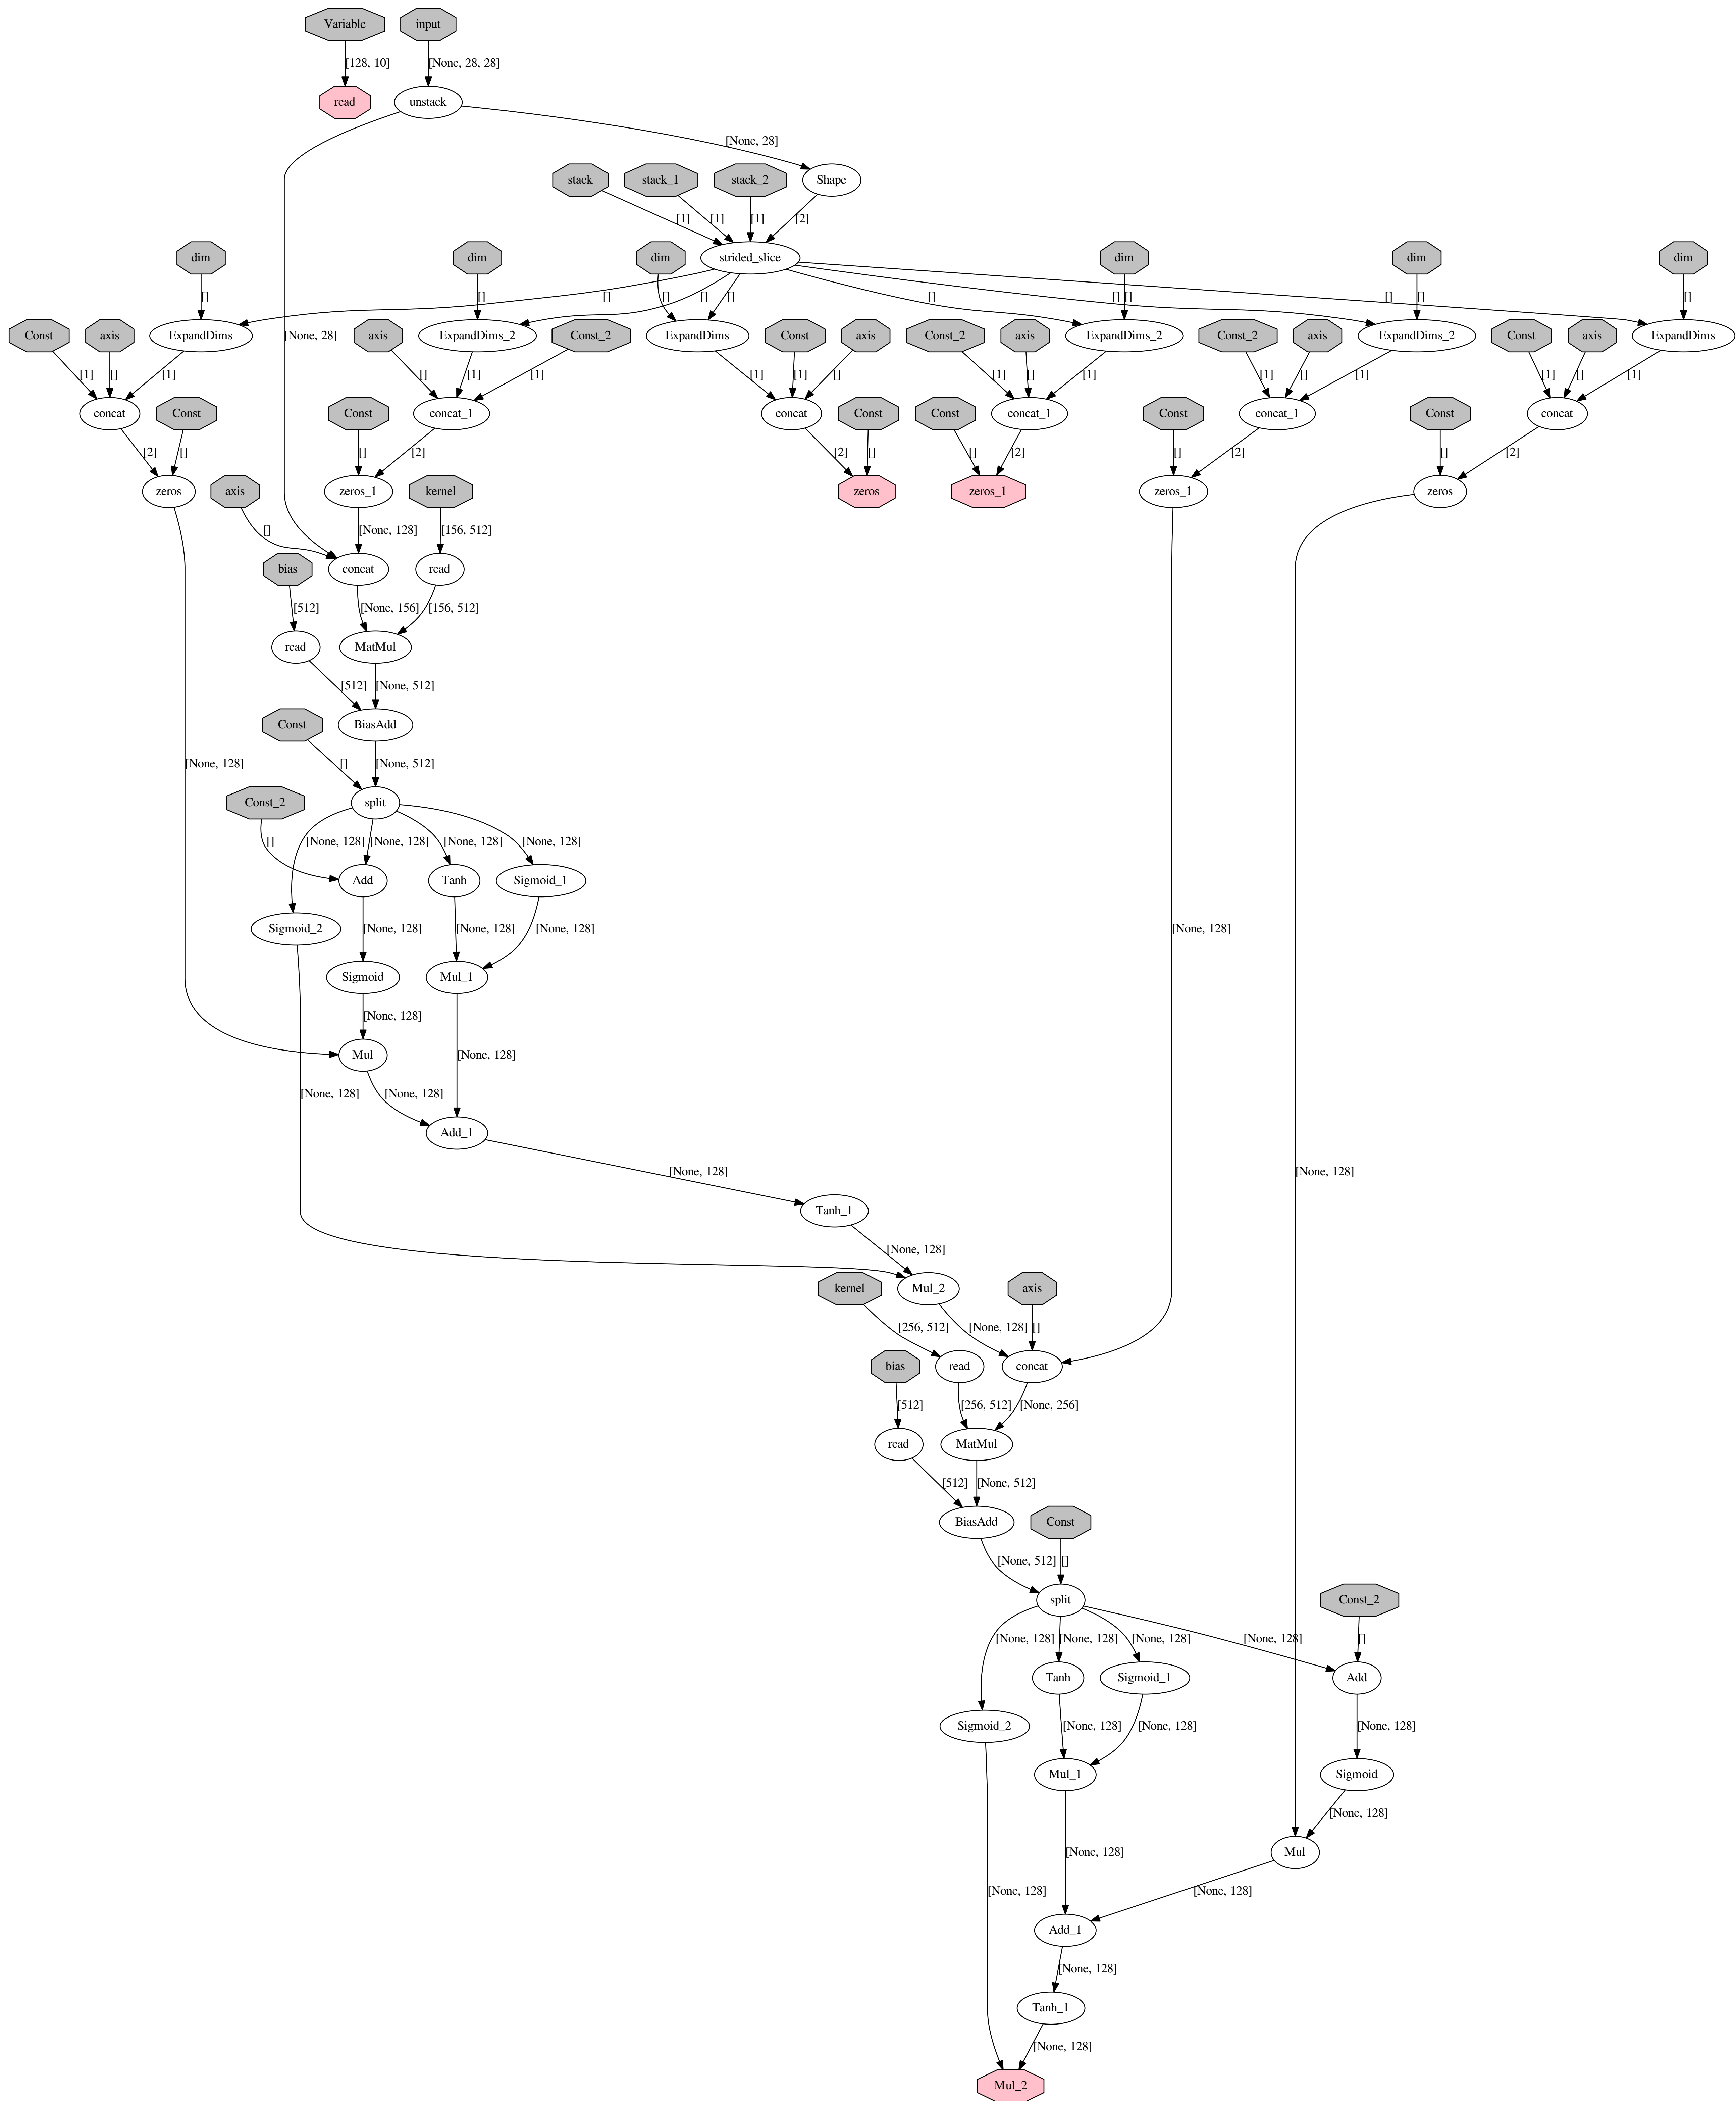 Variable
input
[128, 10]
[None, 28, 28]
read
unstack
[None, 28]
stack
stack_1
stack_2
Shape
[1]
[1]
[1]
[2]
dim
dim
dim
strided_slice
dim
dim
dim
[]
[]
[]
[]
[]
[]
[]
[]
[]
[]
[]
[]
Const
axis
ExpandDims
[None, 28]
axis
ExpandDims_2
Const_2
ExpandDims
Const
axis
Const_2
axis
ExpandDims_2
Const_2
axis
ExpandDims_2
Const
axis
ExpandDims
[1]
[]
[1]
[]
[1]
[1]
[1]
[1]
[]
[1]
[]
[1]
[1]
[]
[1]
[1]
[]
[1]
concat
Const
Const
concat_1
concat
Const
Const
concat_1
Const
concat_1
Const
concat
[2]
[]
[]
[2]
[2]
[]
[]
[2]
[]
[2]
[]
[2]
zeros
axis
zeros_1
kernel
zeros
zeros_1
zeros_1
zeros
[]
[None, 128]
[156, 512]
bias
concat
read
[512]
[None, 156]
[156, 512]
read
MatMul
[512]
[None, 512]
Const
BiasAdd
[None, 128]
[]
[None, 512]
Const_2
split
[]
[None, 128]
[None, 128]
[None, 128]
[None, 128]
Add
Tanh
Sigmoid_1
Sigmoid_2
[None, 128]
[None, 128]
[None, 128]
[None, 128]
Sigmoid
Mul_1
[None, 128]
Mul
[None, 128]
[None, 128]
[None, 128]
Add_1
[None, 128]
[None, 128]
Tanh_1
[None, 128]
kernel
Mul_2
axis
[256, 512]
[None, 128]
[]
bias
read
concat
[512]
[256, 512]
[None, 256]
read
MatMul
[512]
[None, 512]
BiasAdd
Const
[None, 512]
[]
split
Const_2
[None, 128]
[None, 128]
[None, 128]
[None, 128]
[]
Tanh
Sigmoid_1
Add
Sigmoid_2
[None, 128]
[None, 128]
[None, 128]
Mul_1
Sigmoid
[None, 128]
Mul
[None, 128]
[None, 128]
[None, 128]
Add_1
[None, 128]
Tanh_1
[None, 128]
Mul_2